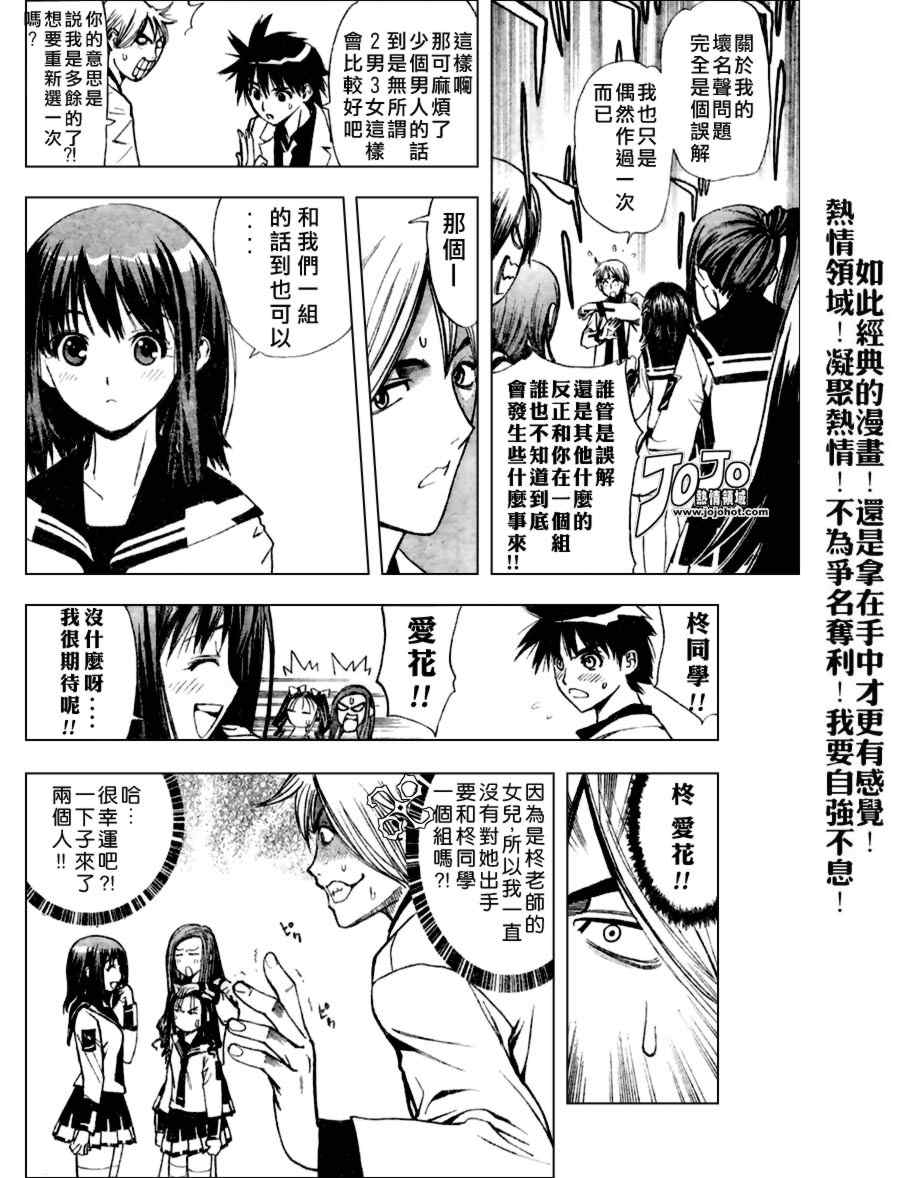 關於我的
壞名聲問題
完全是個誤解
我也只是
偶然作過一次
而已
誰管是誤解
還是其他什麼的
反正和你在一個組
誰也不知道到底
會發生些什麼事來!!
JOJO
熱情領域
www.jojohot.com
這樣啊
那可麻煩了
少個男人的話
到是無所謂
2男3女這樣
會比較好吧
你的意思是
說我是多餘的了?!
想要重新選一次
嗎?
那個ー
和我們一組
的話到也可以
····
柊同學!!
愛花!!
沒什麼呀····
我很期待呢!!
柊 愛花!!
因為是柊老師的
女兒,所以我一直
沒有對她出手
要和柊同學
一個組嗎?!
ピク
ピク
哈…
很幸運吧?!
一下子來了
兩個人!!
如此經典的漫畫!還是拿在手中才更有感覺!
熱情領域!凝聚熱情!不為爭名奪利!我要自強不息!